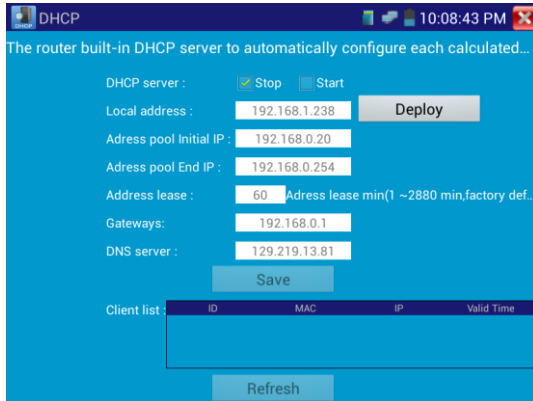 DHCP 10:08:43 PM
The router built-in DHCP server to automatically configure each calculated...
DHCP server : Stop Start
Local address : 192.168.1.238 Deploy
Adress pool Initial IP : 192.168.0.20
Adress pool End IP : 192.168.0.254
Address lease : 60 Adress lease min(1 ~2880 min,factory def..
Gateways: 192.168.0.1
DNS server : 129.219.13.81
Save
Client list : ID MAC IP Valid Time
Refresh